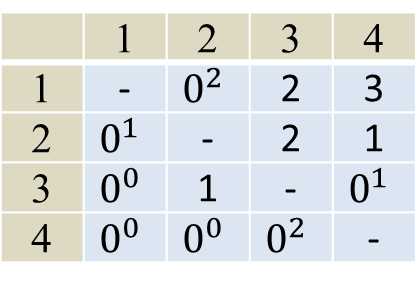 1 2 3 4
1 - 0² 2 3
2 0¹ - 2 1
3 0⁰ 1 - 0¹
4 0⁰ 0⁰ 0² -